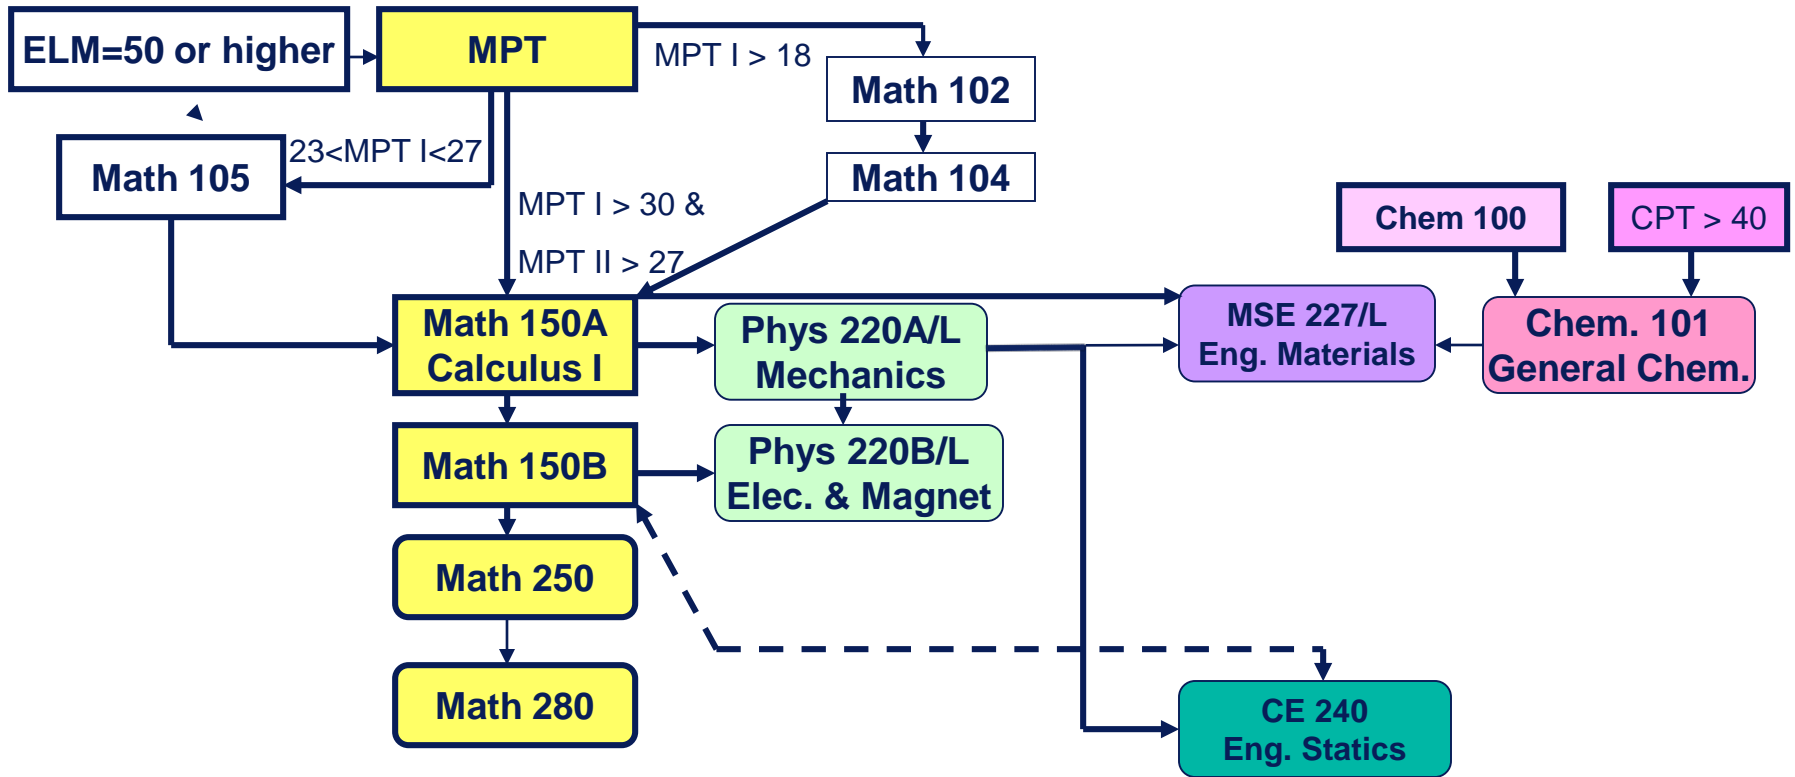 ELM=50 or higher
MPT
MPT I > 18
Math 102
23<MPT I<27
Math 105
Math 104
MPT I > 30 &
MPT II > 27
Chem 100
CPT > 40
Math 150A
Calculus I
Phys 220A/L
Mechanics
MSE 227/L
Eng. Materials
Chem. 101
General Chem.
Math 150B
Phys 220B/L
Elec. & Magnet
Math 250
Math 280
CE 240
Eng. Statics